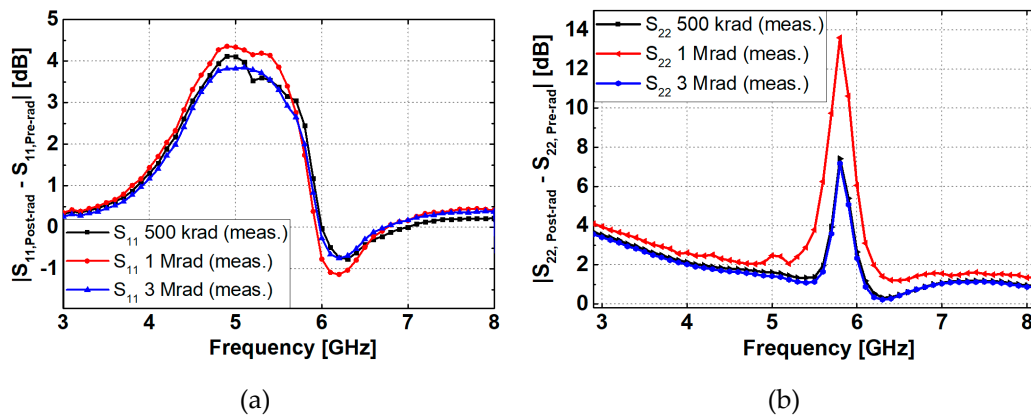 |S11,Post-rad - S11,Pre-rad| [dB]
5
4
3
2
1
0
-1
S11 500 krad (meas.)
S11 1 Mrad (meas.)
S11 3 Mrad (meas.)
3 4 5 6 7 8
Frequency [GHz]
(a)
|S22, Post-rad - S22, Pre-rad| [dB]
14
12
10
8
6
4
2
0
S22 500 krad (meas.)
S22 1 Mrad (meas.)
S22 3 Mrad (meas.)
3 4 5 6 7 8
Frequency [GHz]
(b)